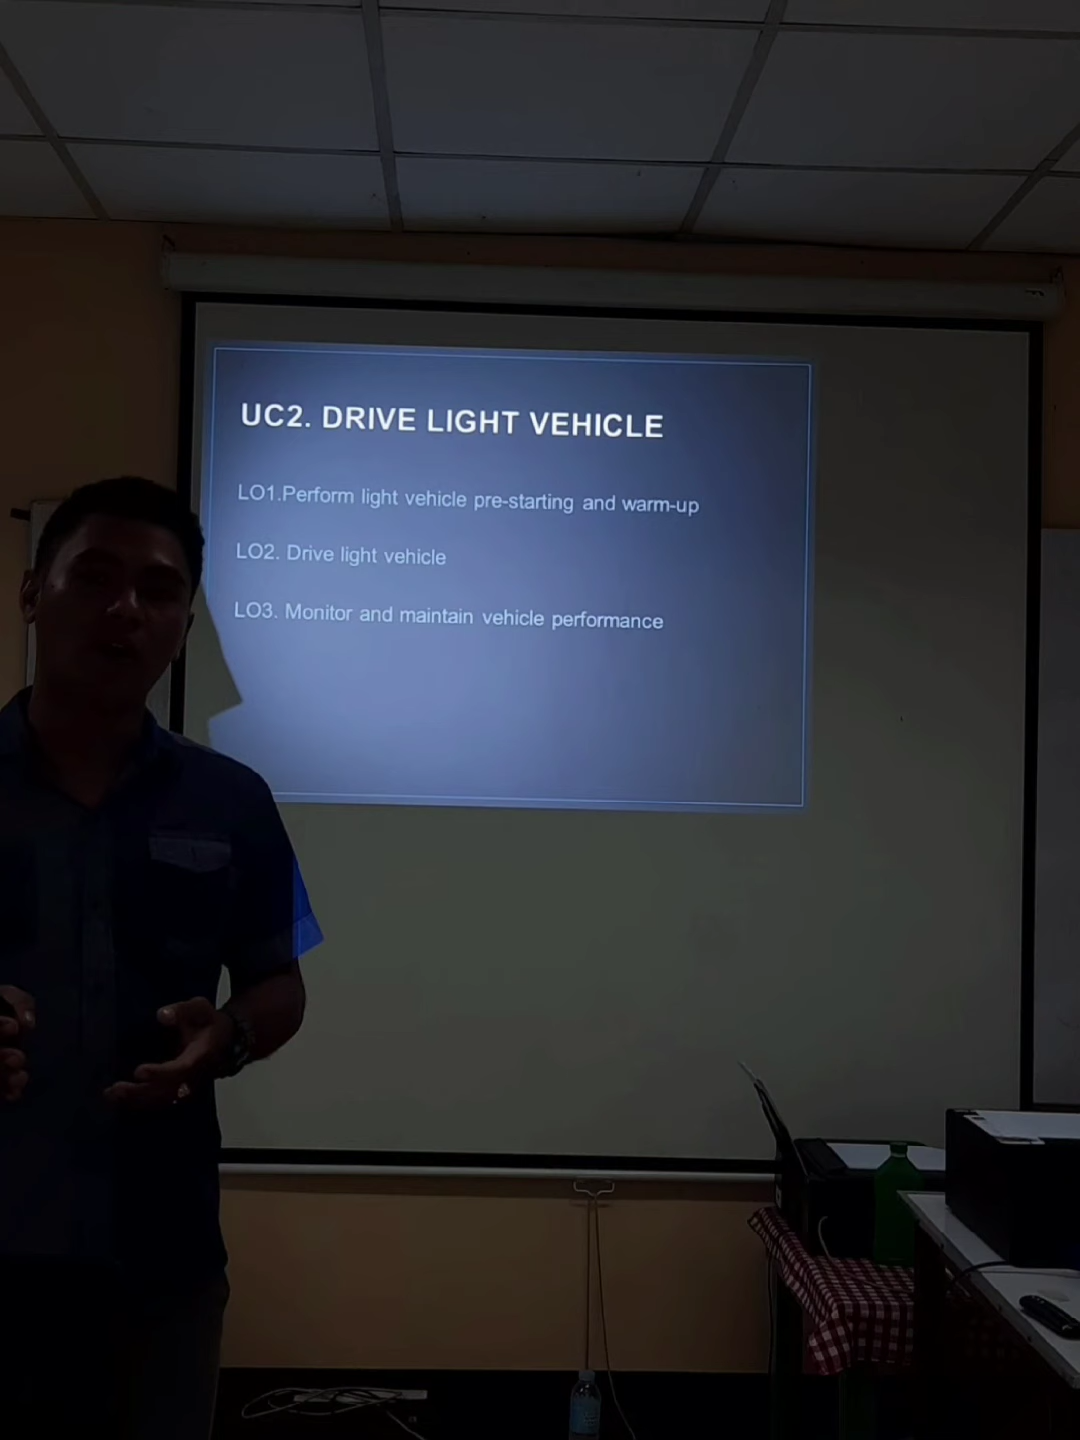 UC2. DRIVE LIGHT VEHICLE
LO1.Perform light vehicle pre-starting and warm-up
LO2. Drive light vehicle
LO3. Monitor and maintain vehicle performance